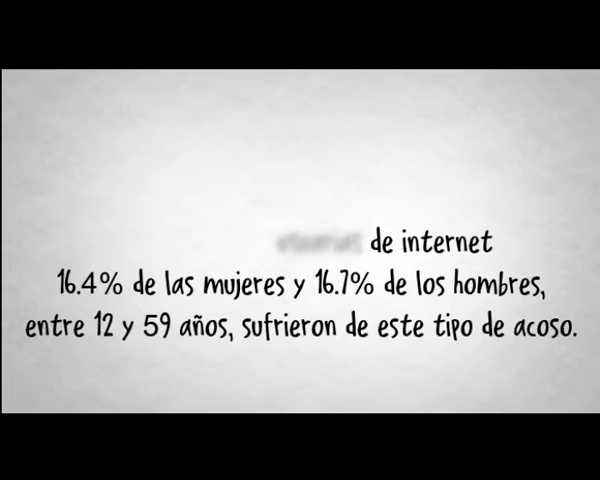 de internet
16.4% de las mujeres y 16.7% de los hombres,
entre 12 y 59 años, sufrieron de este tipo de acoso.